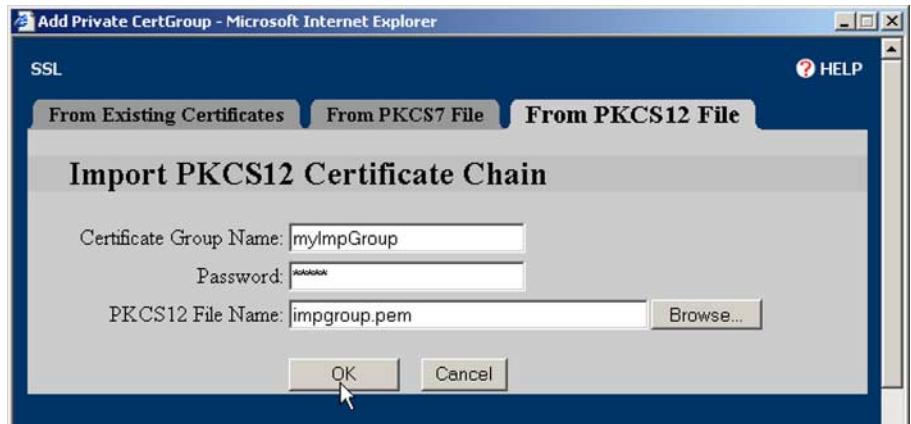 Add Private CertGroup - Microsoft Internet Explorer
SSL
? HELP
From Existing Certificates From PKCS7 File From PKCS12 File
Import PKCS12 Certificate Chain
Certificate Group Name: myImpGroup
Password: *****
PKCS12 File Name: impgroup.pem Browse...
OK Cancel